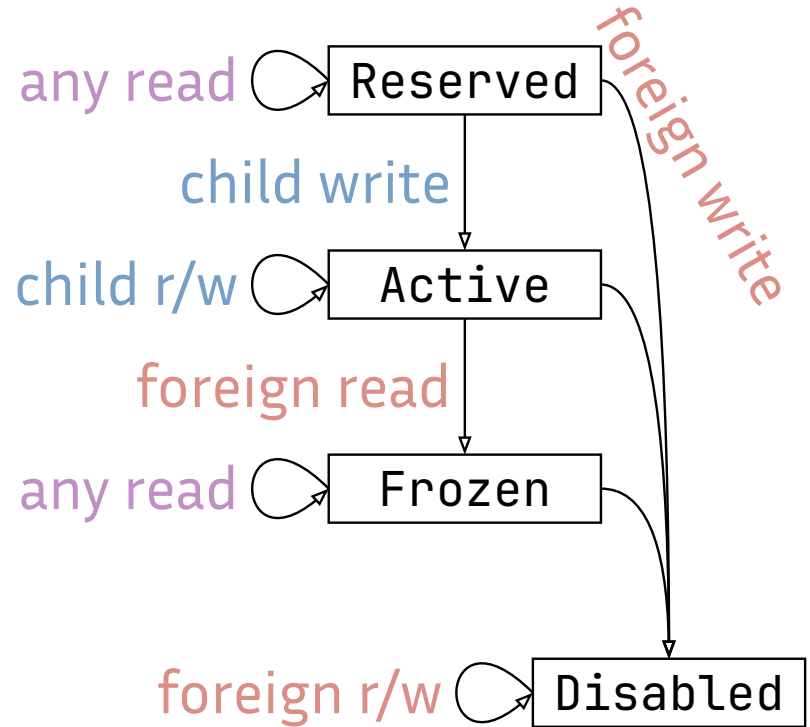 any read
Reserved
foreign write
child write
child r/w
Active
foreign read
any read
Frozen
foreign r/w
Disabled